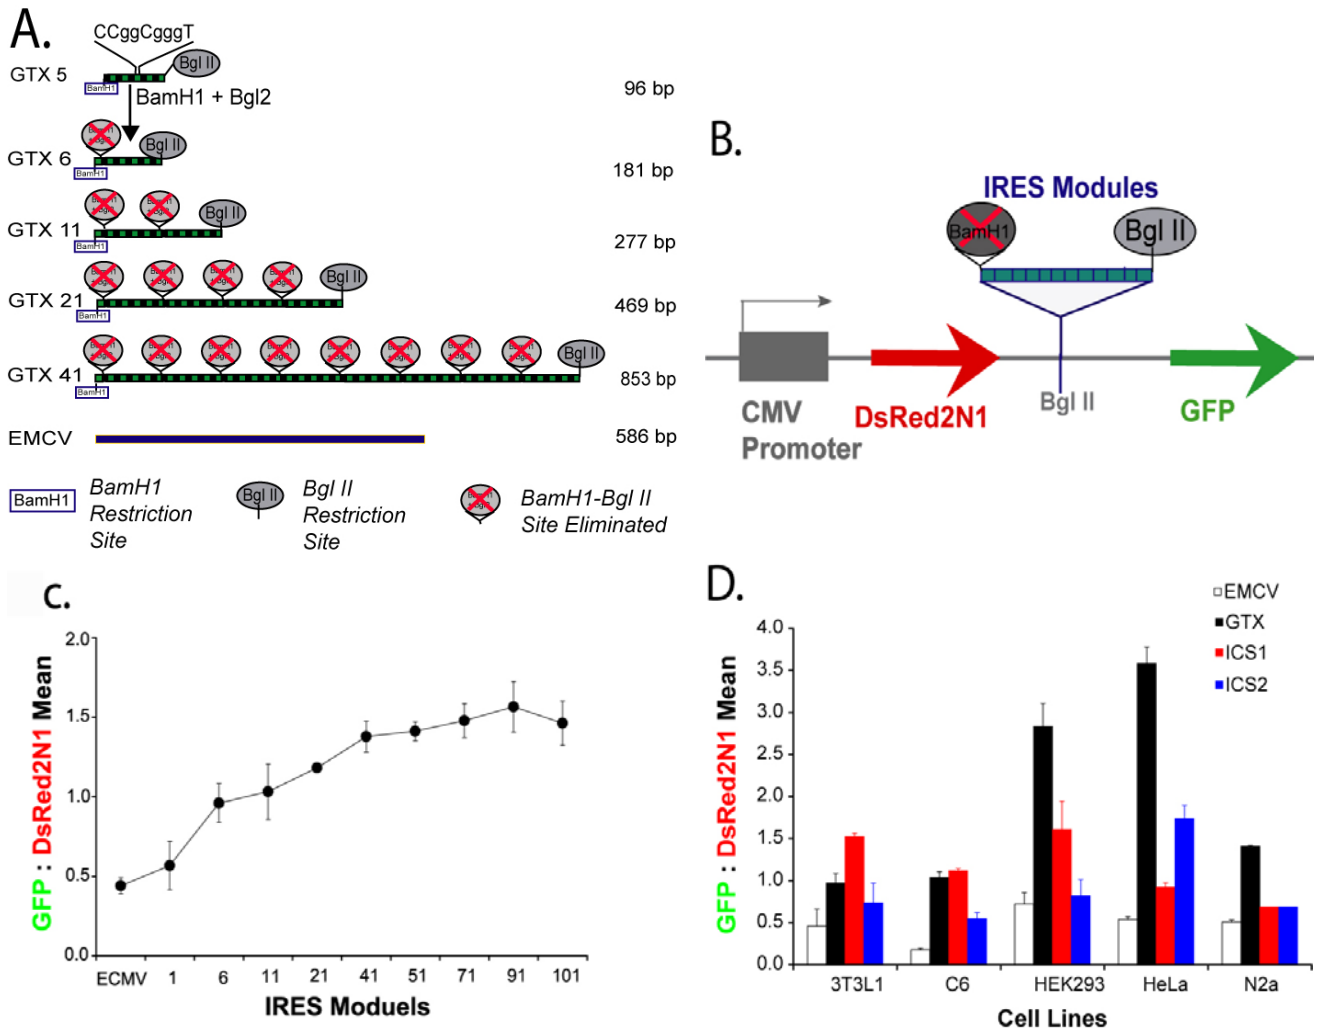 A.
CCggCgggT
Bgl II
GTX 5
BamH1
96 bp
BamH1 + Bgl2
Bgl II
GTX 6
BamH1
181 bp
Bgl II
GTX 11
BamH1
277 bp
Bgl II
GTX 21
BamH1
469 bp
Bgl II
GTX 41
BamH1
853 bp
EMCV
586 bp
BamH1
BamH1
Restriction
Site
Bgl II
Bgl II
Restriction
Site
BamH1-Bgl II
Site Eliminated
B.
IRES Modules
BamH1
Bgl II
CMV
Promoter
DsRed2N1
Bgl II
GFP
C.
GFP : DsRed2N1 Mean
2.0
1.5
1.0
0.5
0.0
ECMV 1 6 11 21 41 51 71 91 101
IRES Moduels
D.
EMCV
GTX
ICS1
ICS2
GFP : DsRed2N1 Mean
4.0
3.5
3.0
2.5
2.0
1.5
1.0
0.5
0.0
3T3L1 C6 HEK293 HeLa N2a
Cell Lines